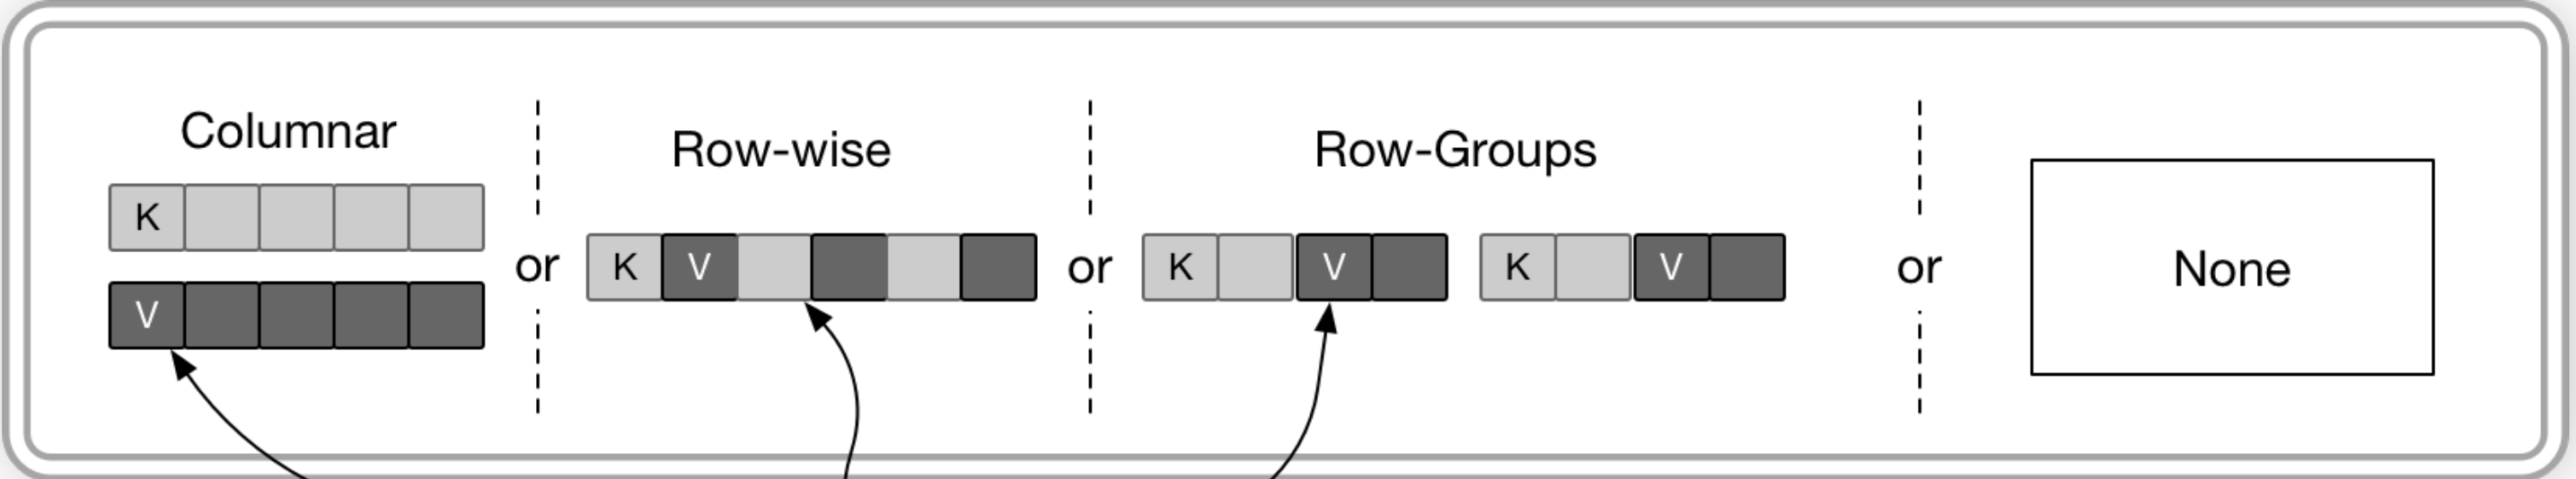 Columnar
K
V
or
Row-wise
K V
or
Row-Groups
K V K V
or
None